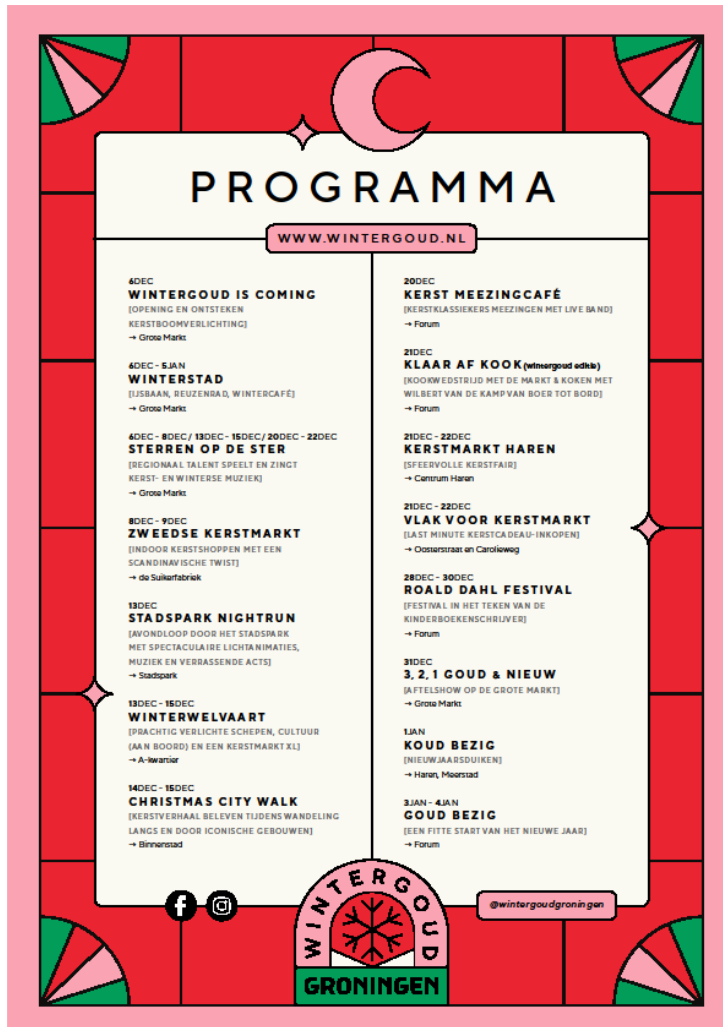 PROGRAMMA
WWW.WINTERGOUD.NL
6DEC
WINTERGOUD IS COMING
[OPENING EN ONTSTEKEN
KERSTBOOMVERLICHTING]
→ Grote Markt
6DEC - 5JAN
WINTERSTAD
[IJSBAAN, REUZENRAD, WINTERCAFÉ]
→ Grote Markt
6DEC - 8DEC / 13DEC - 15DEC / 20DEC - 22DEC
STERREN OP DE STER
[REGIONAAL TALENT SPEELT EN ZINGT
KERST- EN WINTERSE MUZIEK]
→ Grote Markt
8DEC - 9DEC
ZWEEDSE KERSTMARKT
[INDOOR KERSTSHOPPEN MET EEN
SCANDINAVISCHE TWIST]
→ de Suikerfabriek
13DEC
STADSPARK NIGHTRUN
[AVONDLOOP DOOR HET STADSPARK
MET SPECTACULAIRE LICHTANIMATIES,
MUZIEK EN VERRASSENDE ACTS]
→ Stadspark
13DEC - 15DEC
WINTERWELVAART
[PRACHTIG VERLICHTE SCHEPEN, CULTUUR
(AAN BOORD) EN EEN KERSTMARKT XL]
→ A-kwartier
14DEC - 15DEC
CHRISTMAS CITY WALK
[KERSTVERHAAL BELEVEN TIJDENS WANDELING
LANGS EN DOOR ICONISCHE GEBOUWEN]
→ Binnenstad
20DEC
KERST MEEZINGCAFÉ
[KERSTKLASSIEKERS MEEZINGEN MET LIVE BAND]
→ Forum
21DEC
KLAAR AF KOOK (wintergoud editie)
[KOOKWEDSTRIJD MET DE MARKT & KOKEN MET
WILBERT VAN DE KAMP VAN BOER TOT BORD]
→ Forum
21DEC - 22DEC
KERSTMARKT HAREN
[SFEERVOLLE KERSTFAIR]
→ Centrum Haren
21DEC - 22DEC
VLAK VOOR KERSTMARKT
[LAST MINUTE KERSTCADEAU-INKOPEN]
→ Oosterstraat en Carolieweg
28DEC - 30DEC
ROALD DAHL FESTIVAL
[FESTIVAL IN HET TEKEN VAN DE
KINDERBOEKENSCHRIJVER]
→ Forum
31DEC
3, 2, 1 GOUD & NIEUW
[AFTELSHOW OP DE GROTE MARKT]
→ Grote Markt
1JAN
KOUD BEZIG
[NIEUWJAARSDUIKEN]
→ Haren, Meerstad
3JAN - 4JAN
GOUD BEZIG
[EEN FITTE START VAN HET NIEUWE JAAR]
→ Forum
@wintergoudgroningen
WINTERGOUD
GRONINGEN